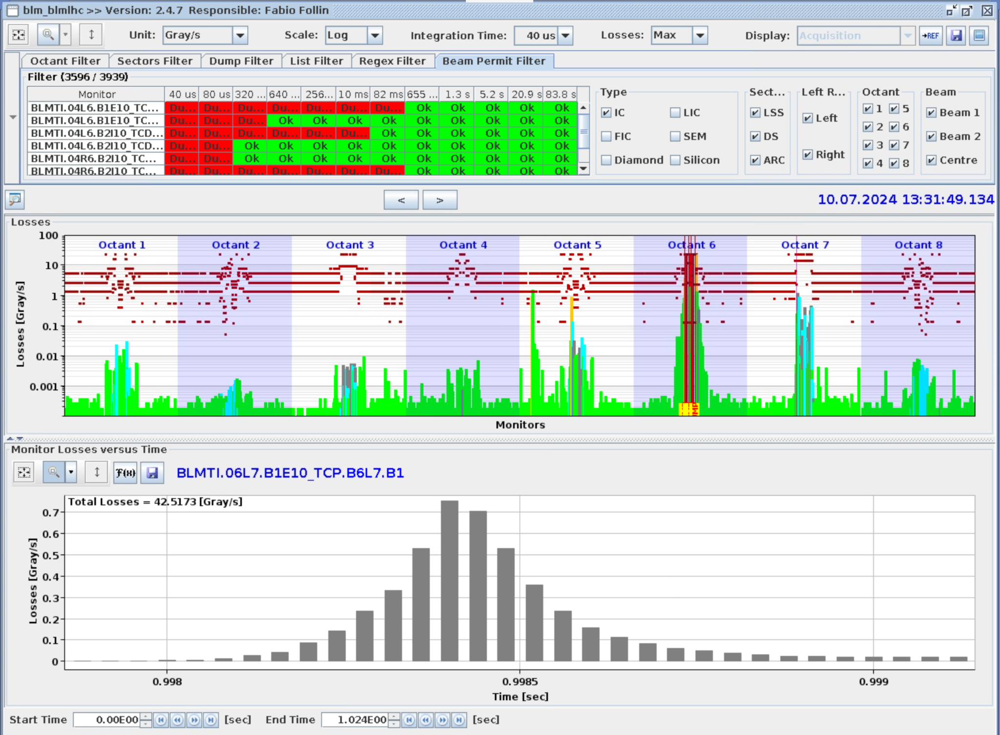 blm_blmlhc >> Version: 2.4.7 Responsible: Fabio Follin
Unit: Gray/s Scale: Log Integration Time: 40 us Losses: Max Display: Acquisition →REF
Octant Filter Sectors Filter Dump Filter List Filter Regex Filter Beam Permit Filter
Filter (3596 / 3939)
Monitor 40 us 80 us 320 ... 640 ... 256... 10 ms 82 ms 655 ... 1.3 s 5.2 s 20.9 s 83.8 s
BLMTI.04L6.B1E10_TC... Du... Du... Du... Du... Du... Du... Du... Ok Ok Ok Ok Ok
BLMTI.04L6.B1E10_TC... Du... Du... Du... Ok Ok Ok Ok Ok Ok Ok Ok Ok
BLMTI.04L6.B2I10_TCD... Du... Du... Du... Du... Du... Du... Ok Ok Ok Ok Ok Ok
BLMTI.04L6.B2I10_TCD... Du... Du... Ok Ok Ok Ok Ok Ok Ok Ok Ok Ok
BLMTI.04R6.B2I10_TC... Du... Du... Ok Ok Ok Ok Ok Ok Ok Ok Ok Ok
BLMTI.04R6.B2I10_TC... Du... Du... Du... Du... Du... Du... Du... Ok Ok Ok Ok Ok
Type Sect... Left R... Octant Beam
IC LIC LSS Left 1 5 Beam 1
FIC SEM DS 2 6 Beam 2
Diamond Silicon ARC Right 3 7 Centre
4 8
< > 10.07.2024 13:31:49.134
Losses
Octant 1 Octant 2 Octant 3 Octant 4 Octant 5 Octant 6 Octant 7 Octant 8
100
10
1
0.1
0.01
0.001
Losses [Gray/s]
Monitors
Monitor Losses versus Time
F(x) BLMTI.06L7.B1E10_TCP.B6L7.B1
Total Losses = 42.5173 [Gray/s]
0.7
0.6
0.5
0.4
0.3
0.2
0.1
0
Losses [Gray/s]
0.998 0.9985 0.999
Time [sec]
Start Time 0.00E00 [sec] End Time 1.024E00 [sec]